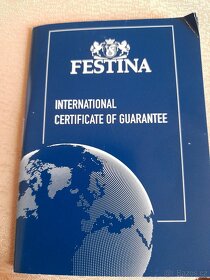 FESTINA
INTERNATIONAL
CERTIFICATE OF GUARANTEE